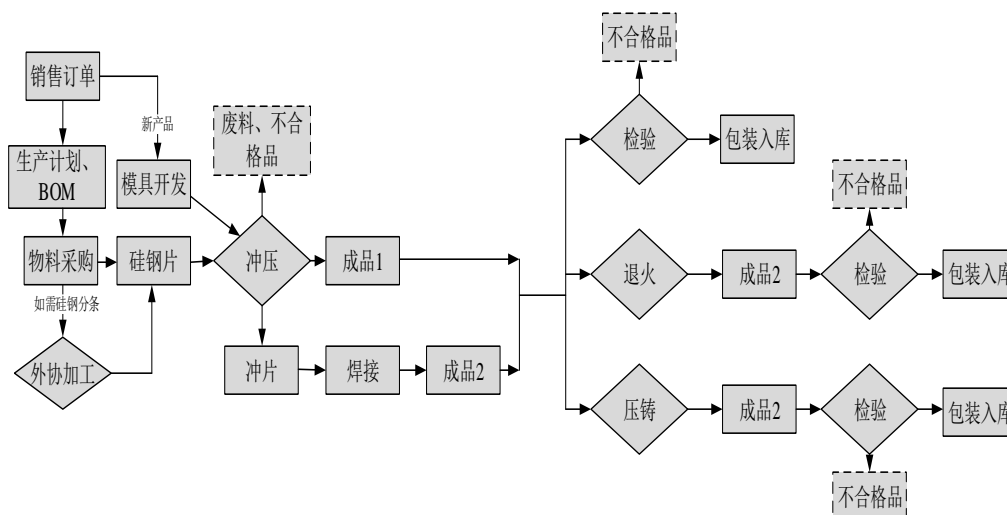 销售订单
新产品
生产计划、
BOM
模具开发
废料、不合
格品
物料采购
硅钢片
冲压
成品1
如需硅钢分条
外协加工
冲片
焊接
成品2
不合格品
检验
包装入库
退火
成品2
不合格品
检验
包装入库
压铸
成品2
检验
包装入库
不合格品